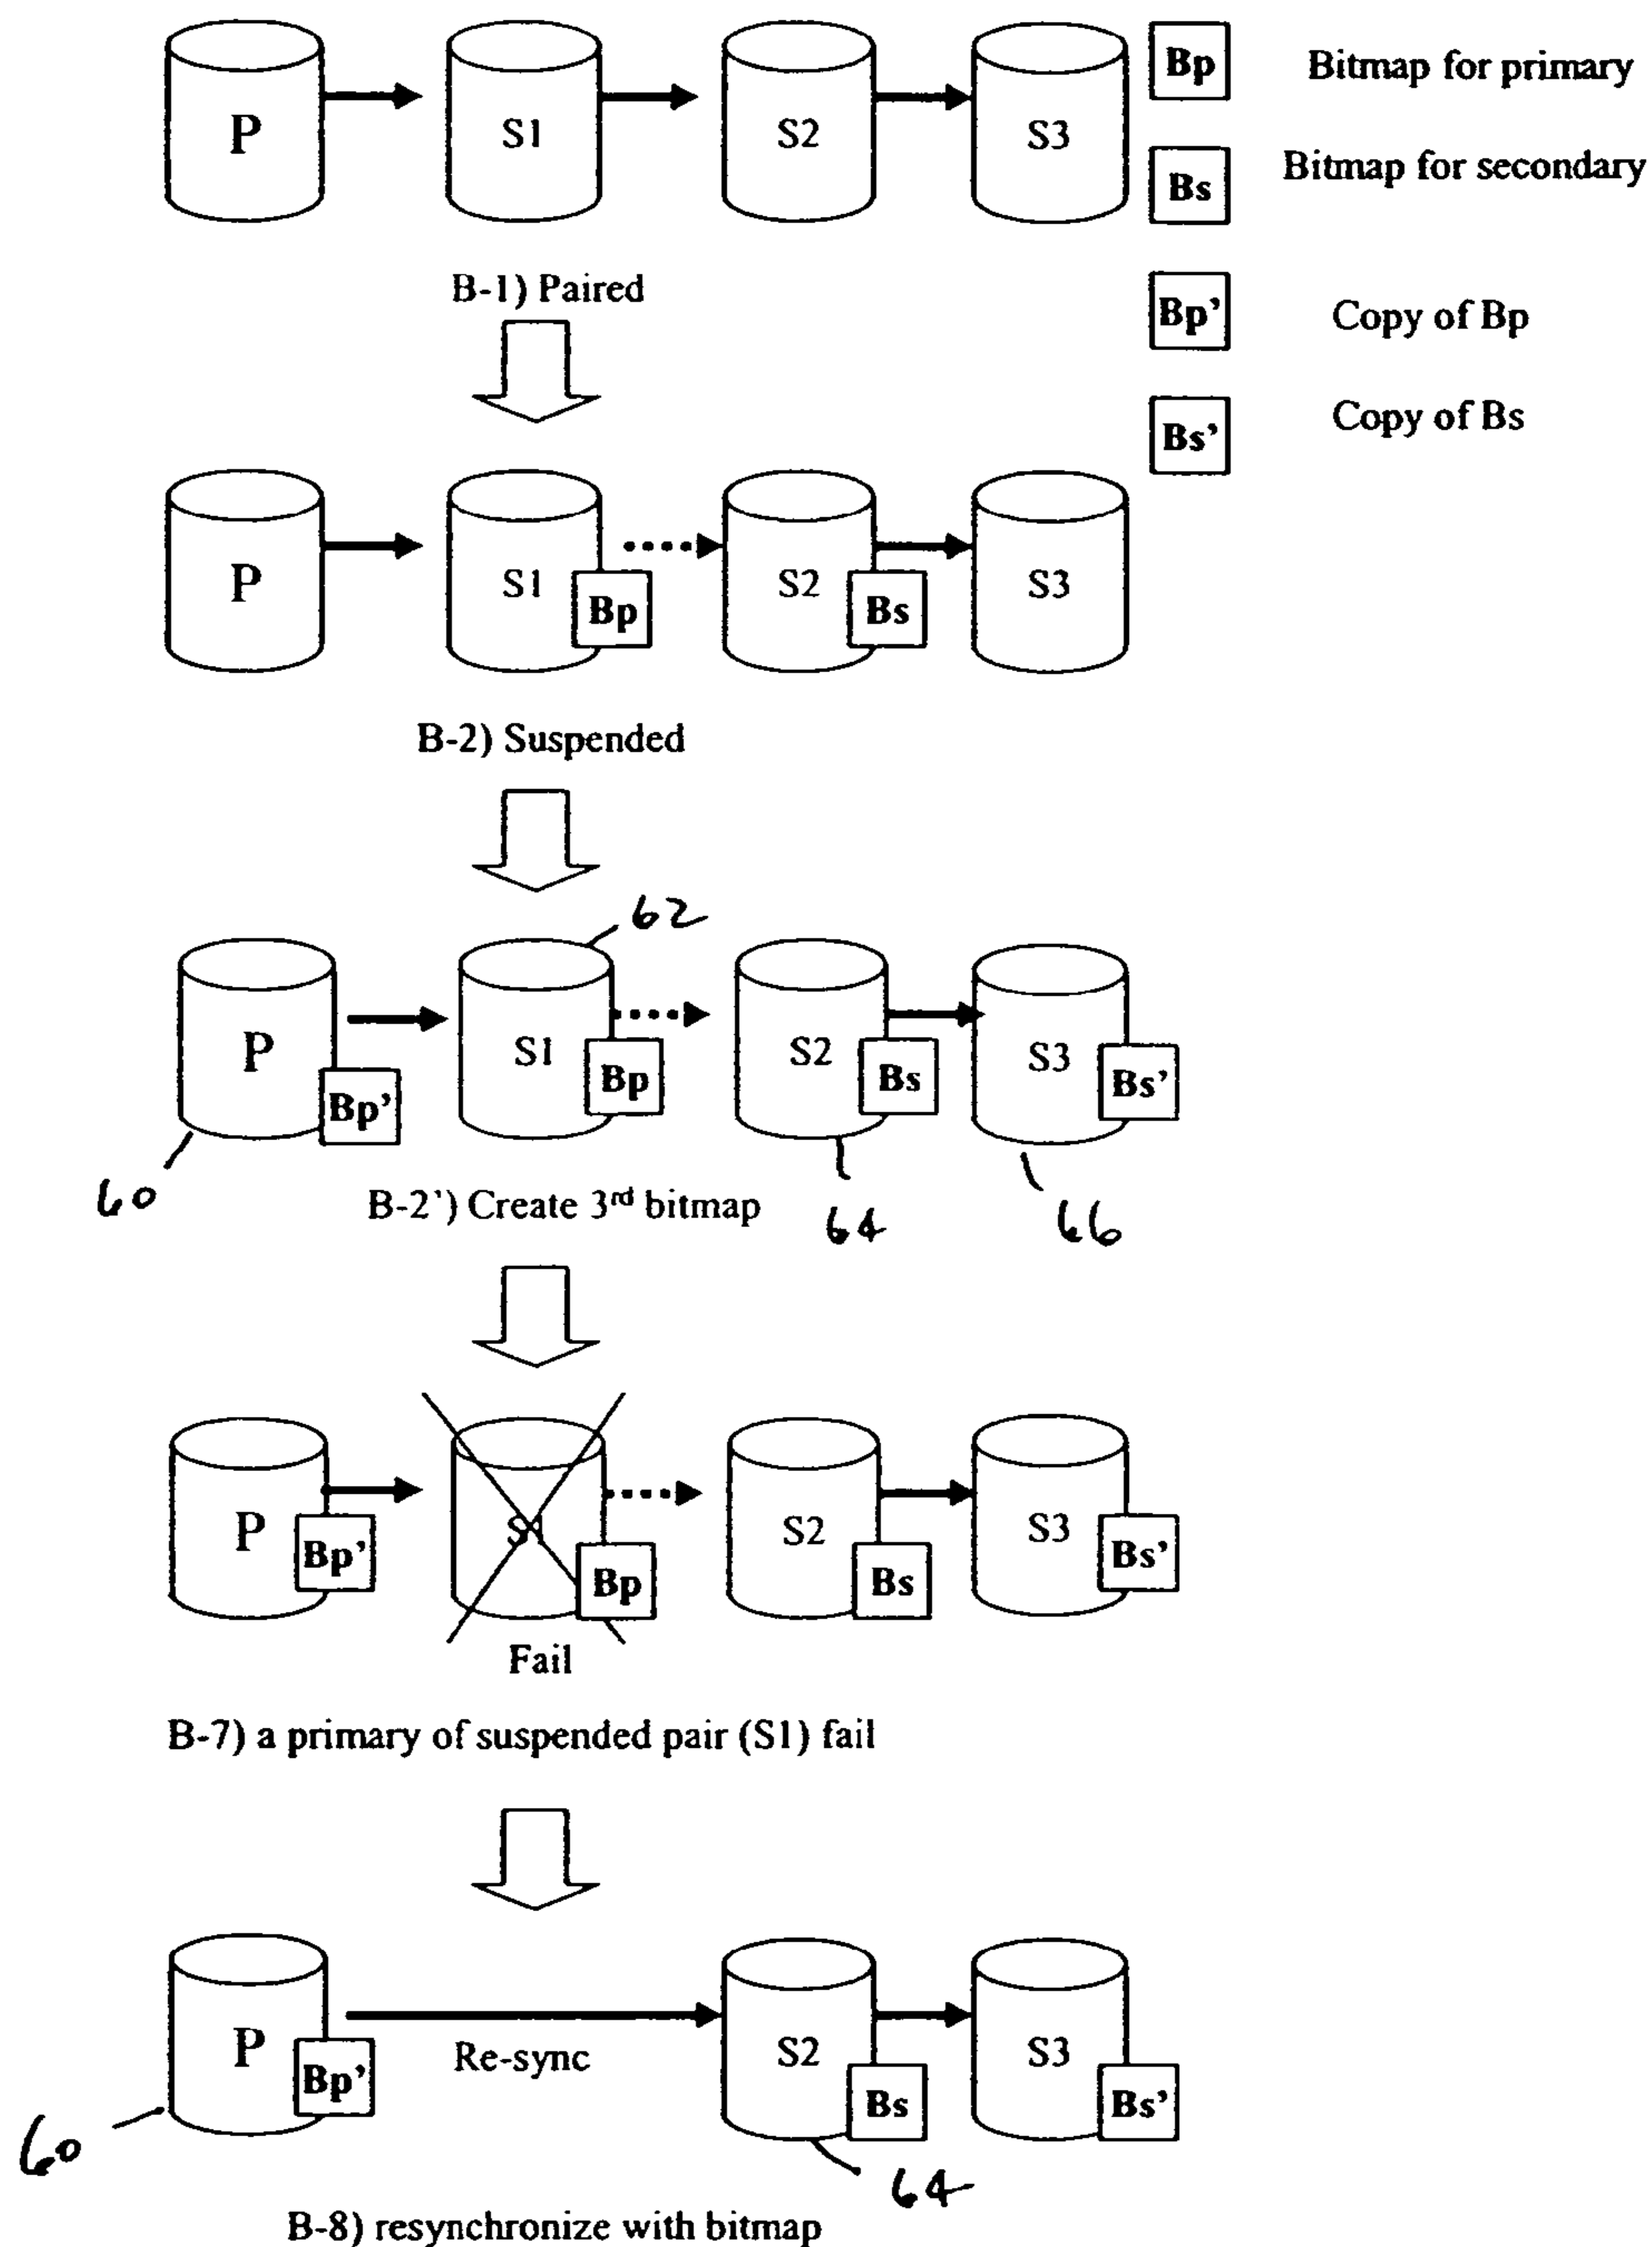 P
S1
S2
S3
Bp
Bitmap for primary
Bs
Bitmap for secondary
Bp'
Copy of Bp
Bs'
Copy of Bs
B-1) Paired
P
S1
Bp
S2
Bs
S3
B-2) Suspended
62
P
Bp'
S1
Bp
S2
Bs
S3
Bs'
60
B-2') Create 3rd bitmap
64
66
P
Bp'
S1
Bp
S2
Bs
S3
Bs'
Fail
B-7) a primary of suspended pair (S1) fail
P
Bp'
Re-sync
S2
Bs
S3
Bs'
60
64
B-8) resynchronize with bitmap